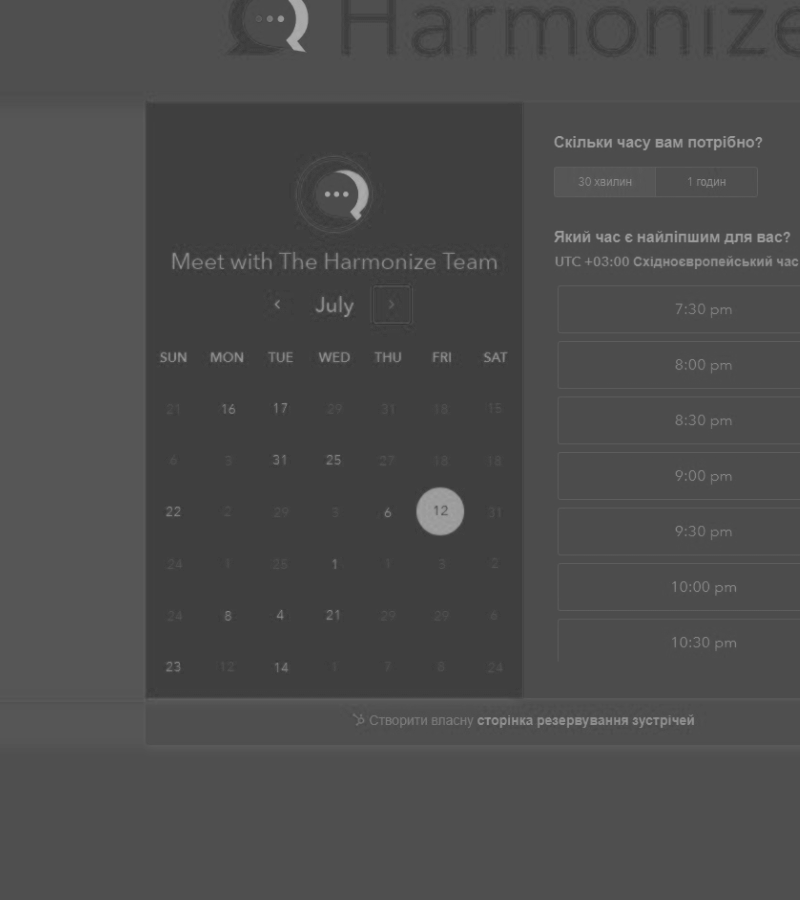 Harmonize
Meet with The Harmonize Team
July
SUN MON TUE WED THU FRI SAT
21 16 17 29 31 18 15
31 25 27 18 18
22 2 29 3 6 12 31
24 1 25 1 1 3 2
24 8 4 21 29 29
23 12 14 1 7 24
Скільки часу вам потрібно?
30 хвилин 1 годин
Який час є найліпшим для вас?
UTC +03:00 Східноєвропейський час
7:30 pm
8:00 pm
8:30 pm
9:00 pm
9:30 pm
10:00 pm
10:30 pm
Створити власну сторінка резервування зустрічей